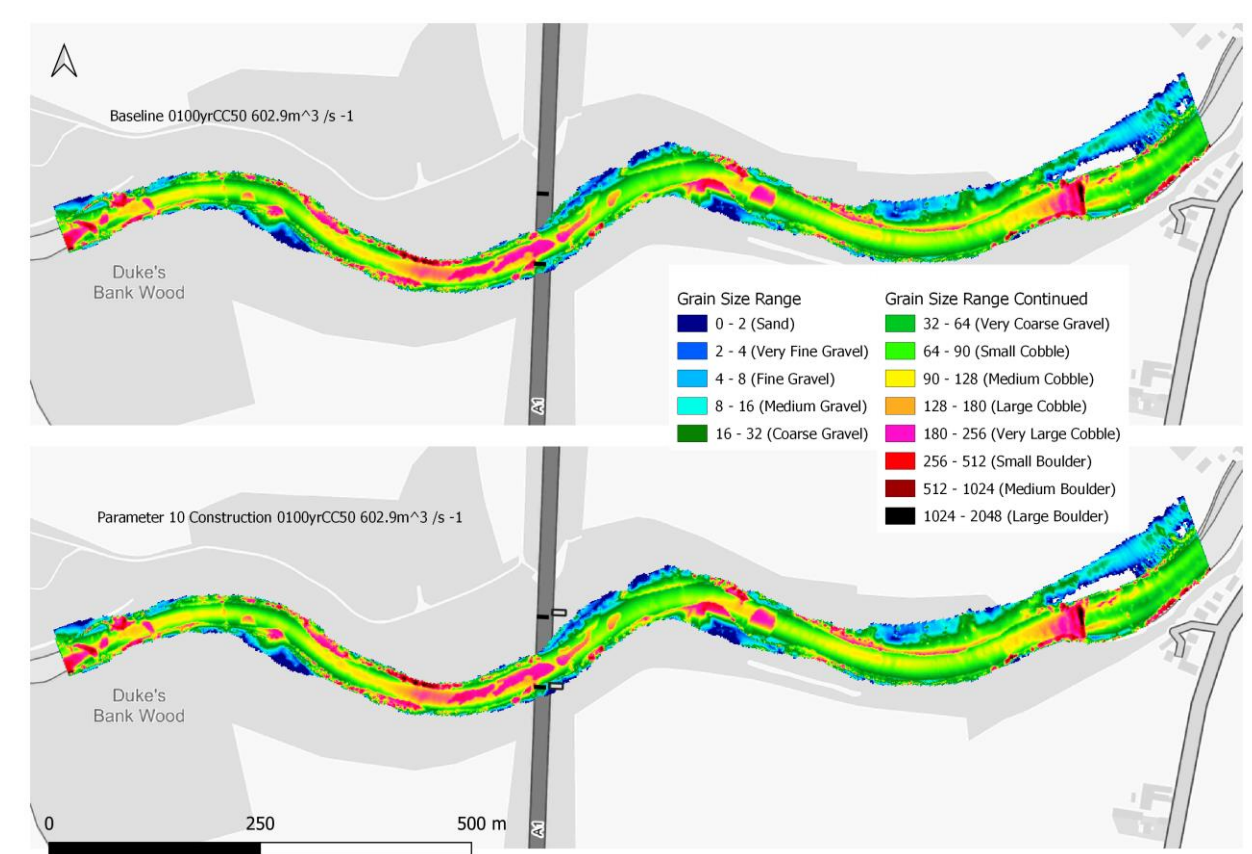 Baseline 0100yrCC50 602.9m^3 /s -1
Duke's
Bank Wood
A1
Grain Size Range
0 - 2 (Sand)
2 - 4 (Very Fine Gravel)
4 - 8 (Fine Gravel)
8 - 16 (Medium Gravel)
16 - 32 (Coarse Gravel)
Grain Size Range Continued
32 - 64 (Very Coarse Gravel)
64 - 90 (Small Cobble)
90 - 128 (Medium Cobble)
128 - 180 (Large Cobble)
180 - 256 (Very Large Cobble)
256 - 512 (Small Boulder)
512 - 1024 (Medium Boulder)
1024 - 2048 (Large Boulder)
Parameter 10 Construction 0100yrCC50 602.9m^3 /s -1
Duke's
Bank Wood
A1
0 250 500 m